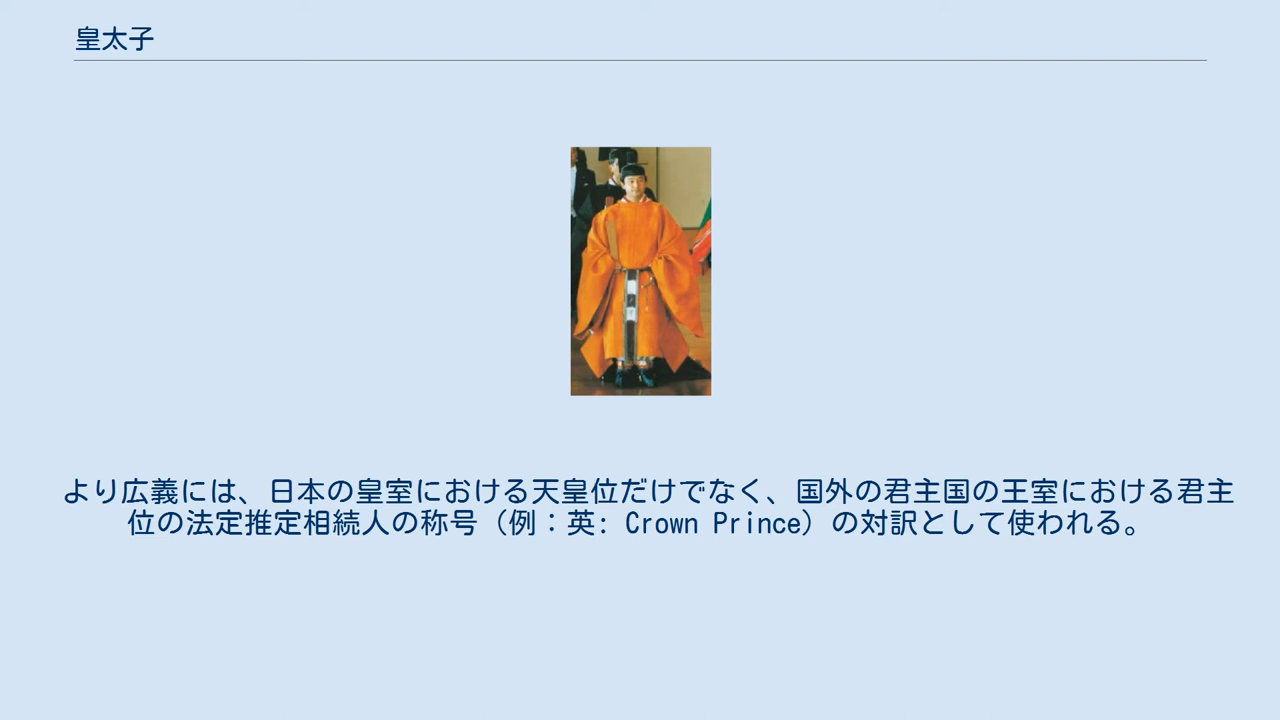 皇太子
より広義には、日本の皇室における天皇位だけでなく、国外の君主国の王室における君主
位の法定推定相続人の称号（例：英: Crown Prince）の対訳として使われる。